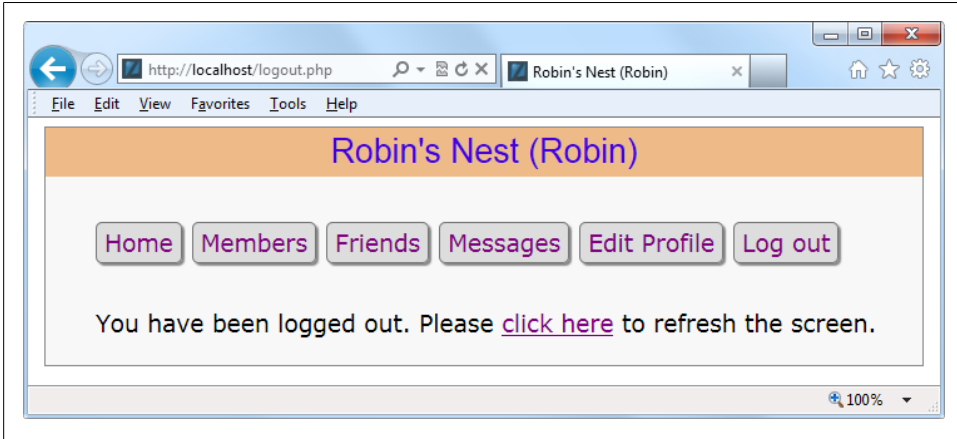 http://localhost/logout.php
Robin's Nest (Robin)
File Edit View Favorites Tools Help
Robin's Nest (Robin)
Home Members Friends Messages Edit Profile Log out
You have been logged out. Please click here to refresh the screen.
100%